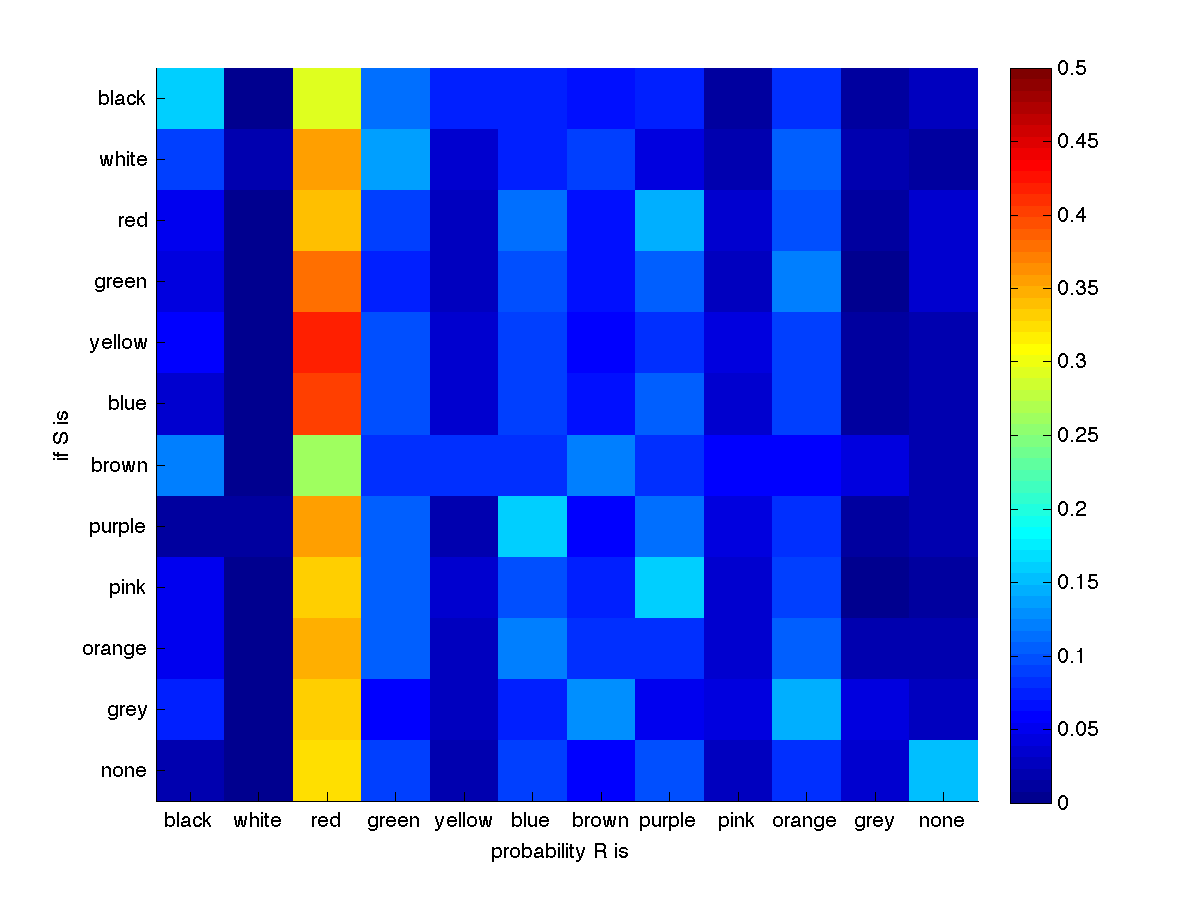 if S is
black
white
red
green
yellow
blue
brown
purple
pink
orange
grey
none
black white red green yellow blue brown purple pink orange grey none
probability R is
0.5
0.45
0.4
0.35
0.3
0.25
0.2
0.15
0.1
0.05
0